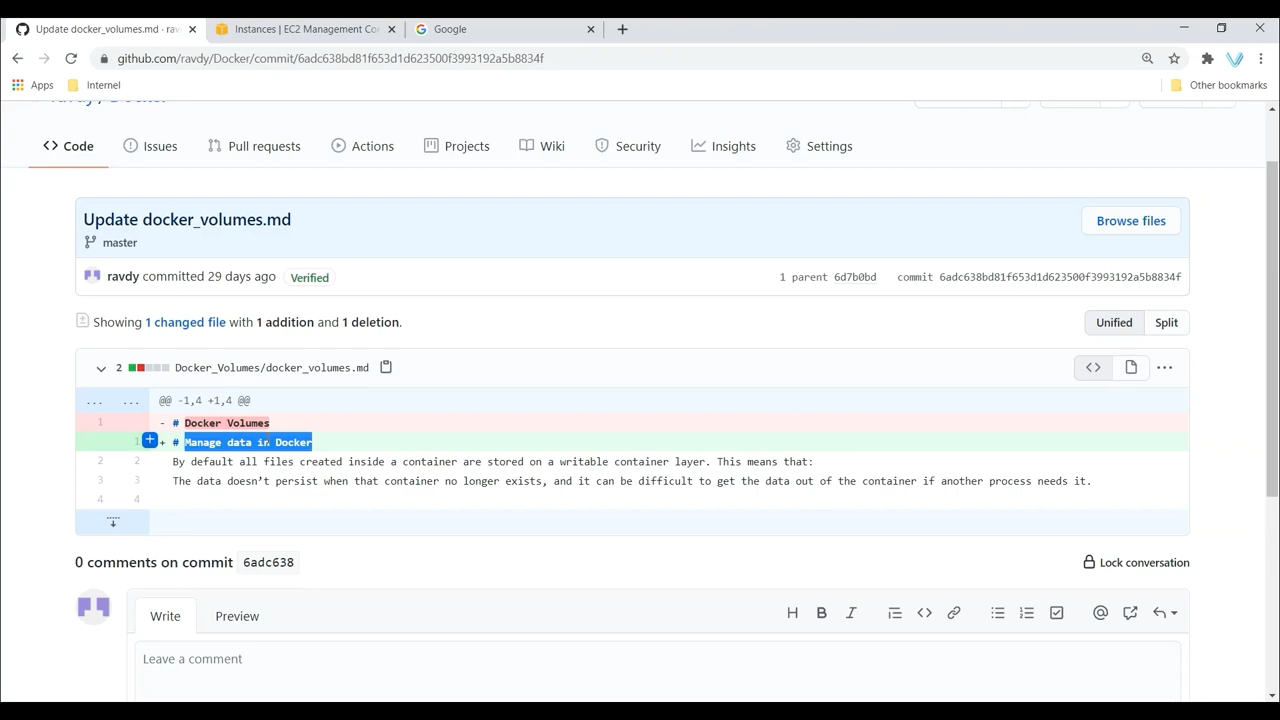 Update docker_volumes.md · rav
Instances | EC2 Management Co
Google
github.com/ravdy/Docker/commit/6adc638bd81f653d1d623500f3993192a5b8834f
Apps
Internet
Other bookmarks
ravdy / Docker
Code
Issues
Pull requests
Actions
Projects
Wiki
Security
Insights
Settings
Update docker_volumes.md
Browse files
master
ravdy committed 29 days ago Verified
1 parent 6d7b0bd commit 6adc638bd81f653d1d623500f3993192a5b8834f
Showing 1 changed file with 1 addition and 1 deletion.
Unified Split
2 Docker_Volumes/docker_volumes.md
... ... @@ -1,4 +1,4 @@
1 - # Docker Volumes
1 + # Manage data in Docker
2 2 By default all files created inside a container are stored on a writable container layer. This means that:
3 3 The data doesn’t persist when that container no longer exists, and it can be difficult to get the data out of the container if another process needs it.
4 4
0 comments on commit 6adc638
Lock conversation
Write Preview
Leave a comment